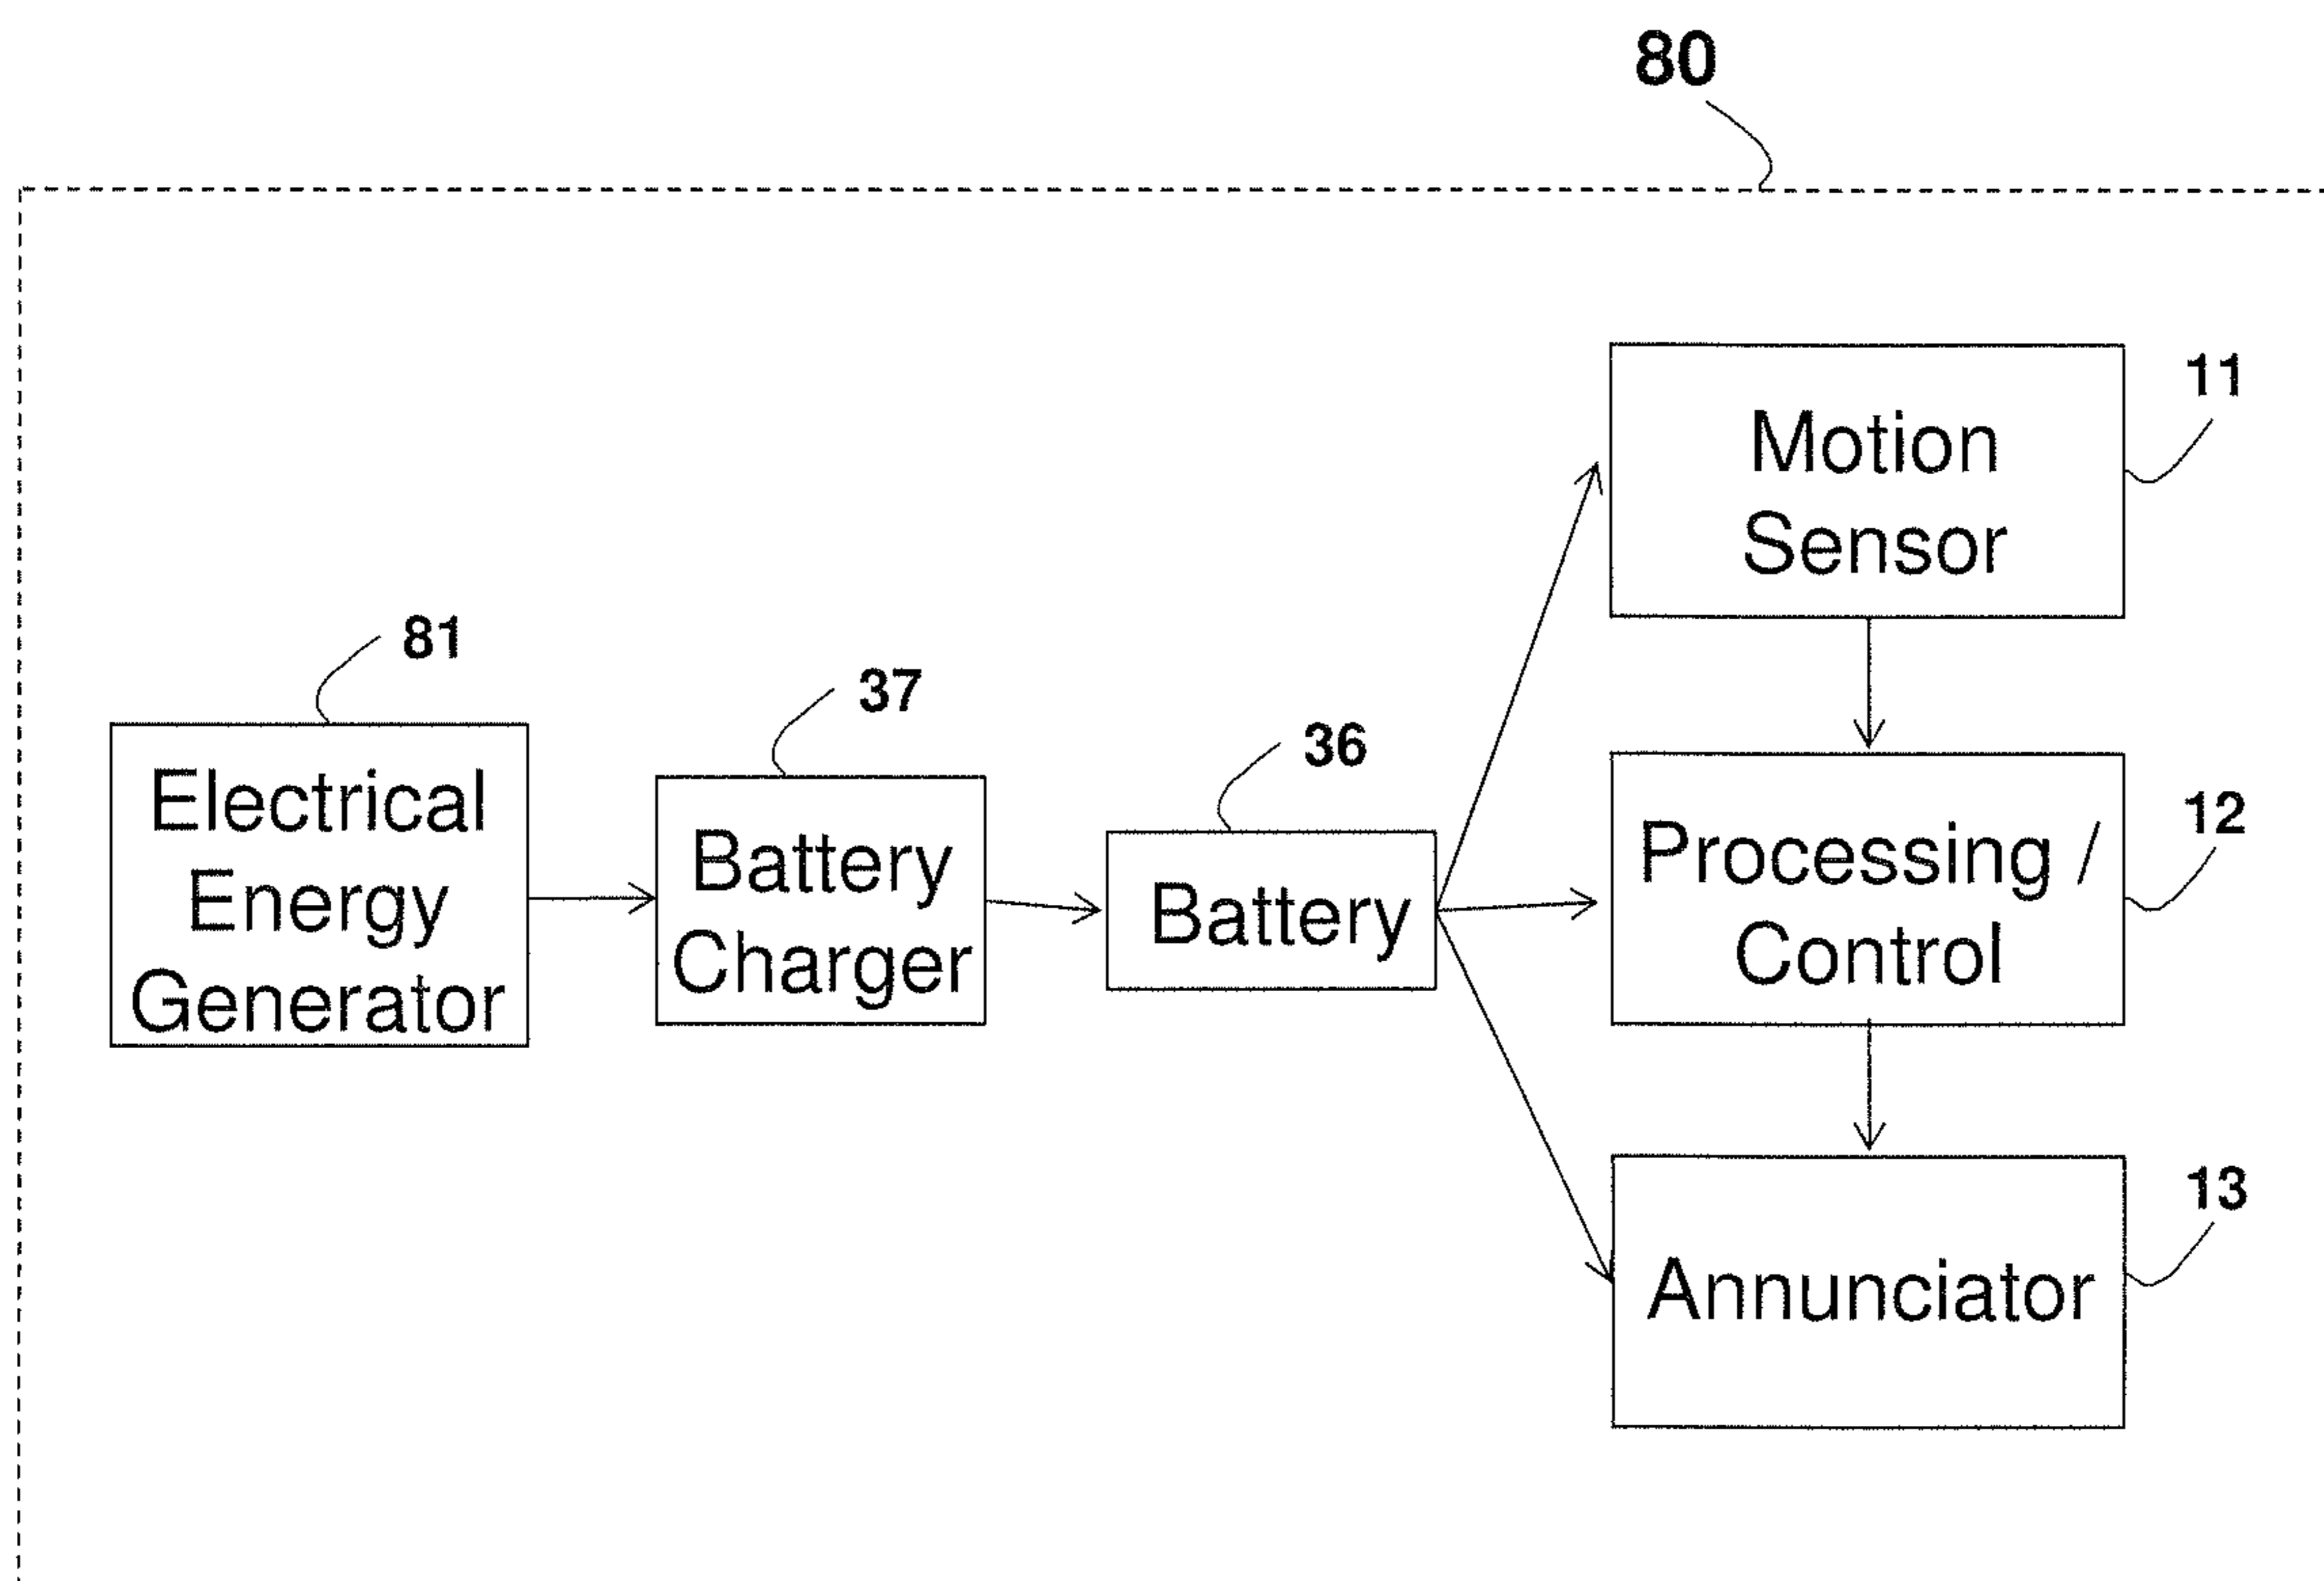 80
11
Motion
Sensor
81
37
36
Electrical
Energy
Generator
Battery
Charger
Battery
12
Processing /
Control
13
Annunciator